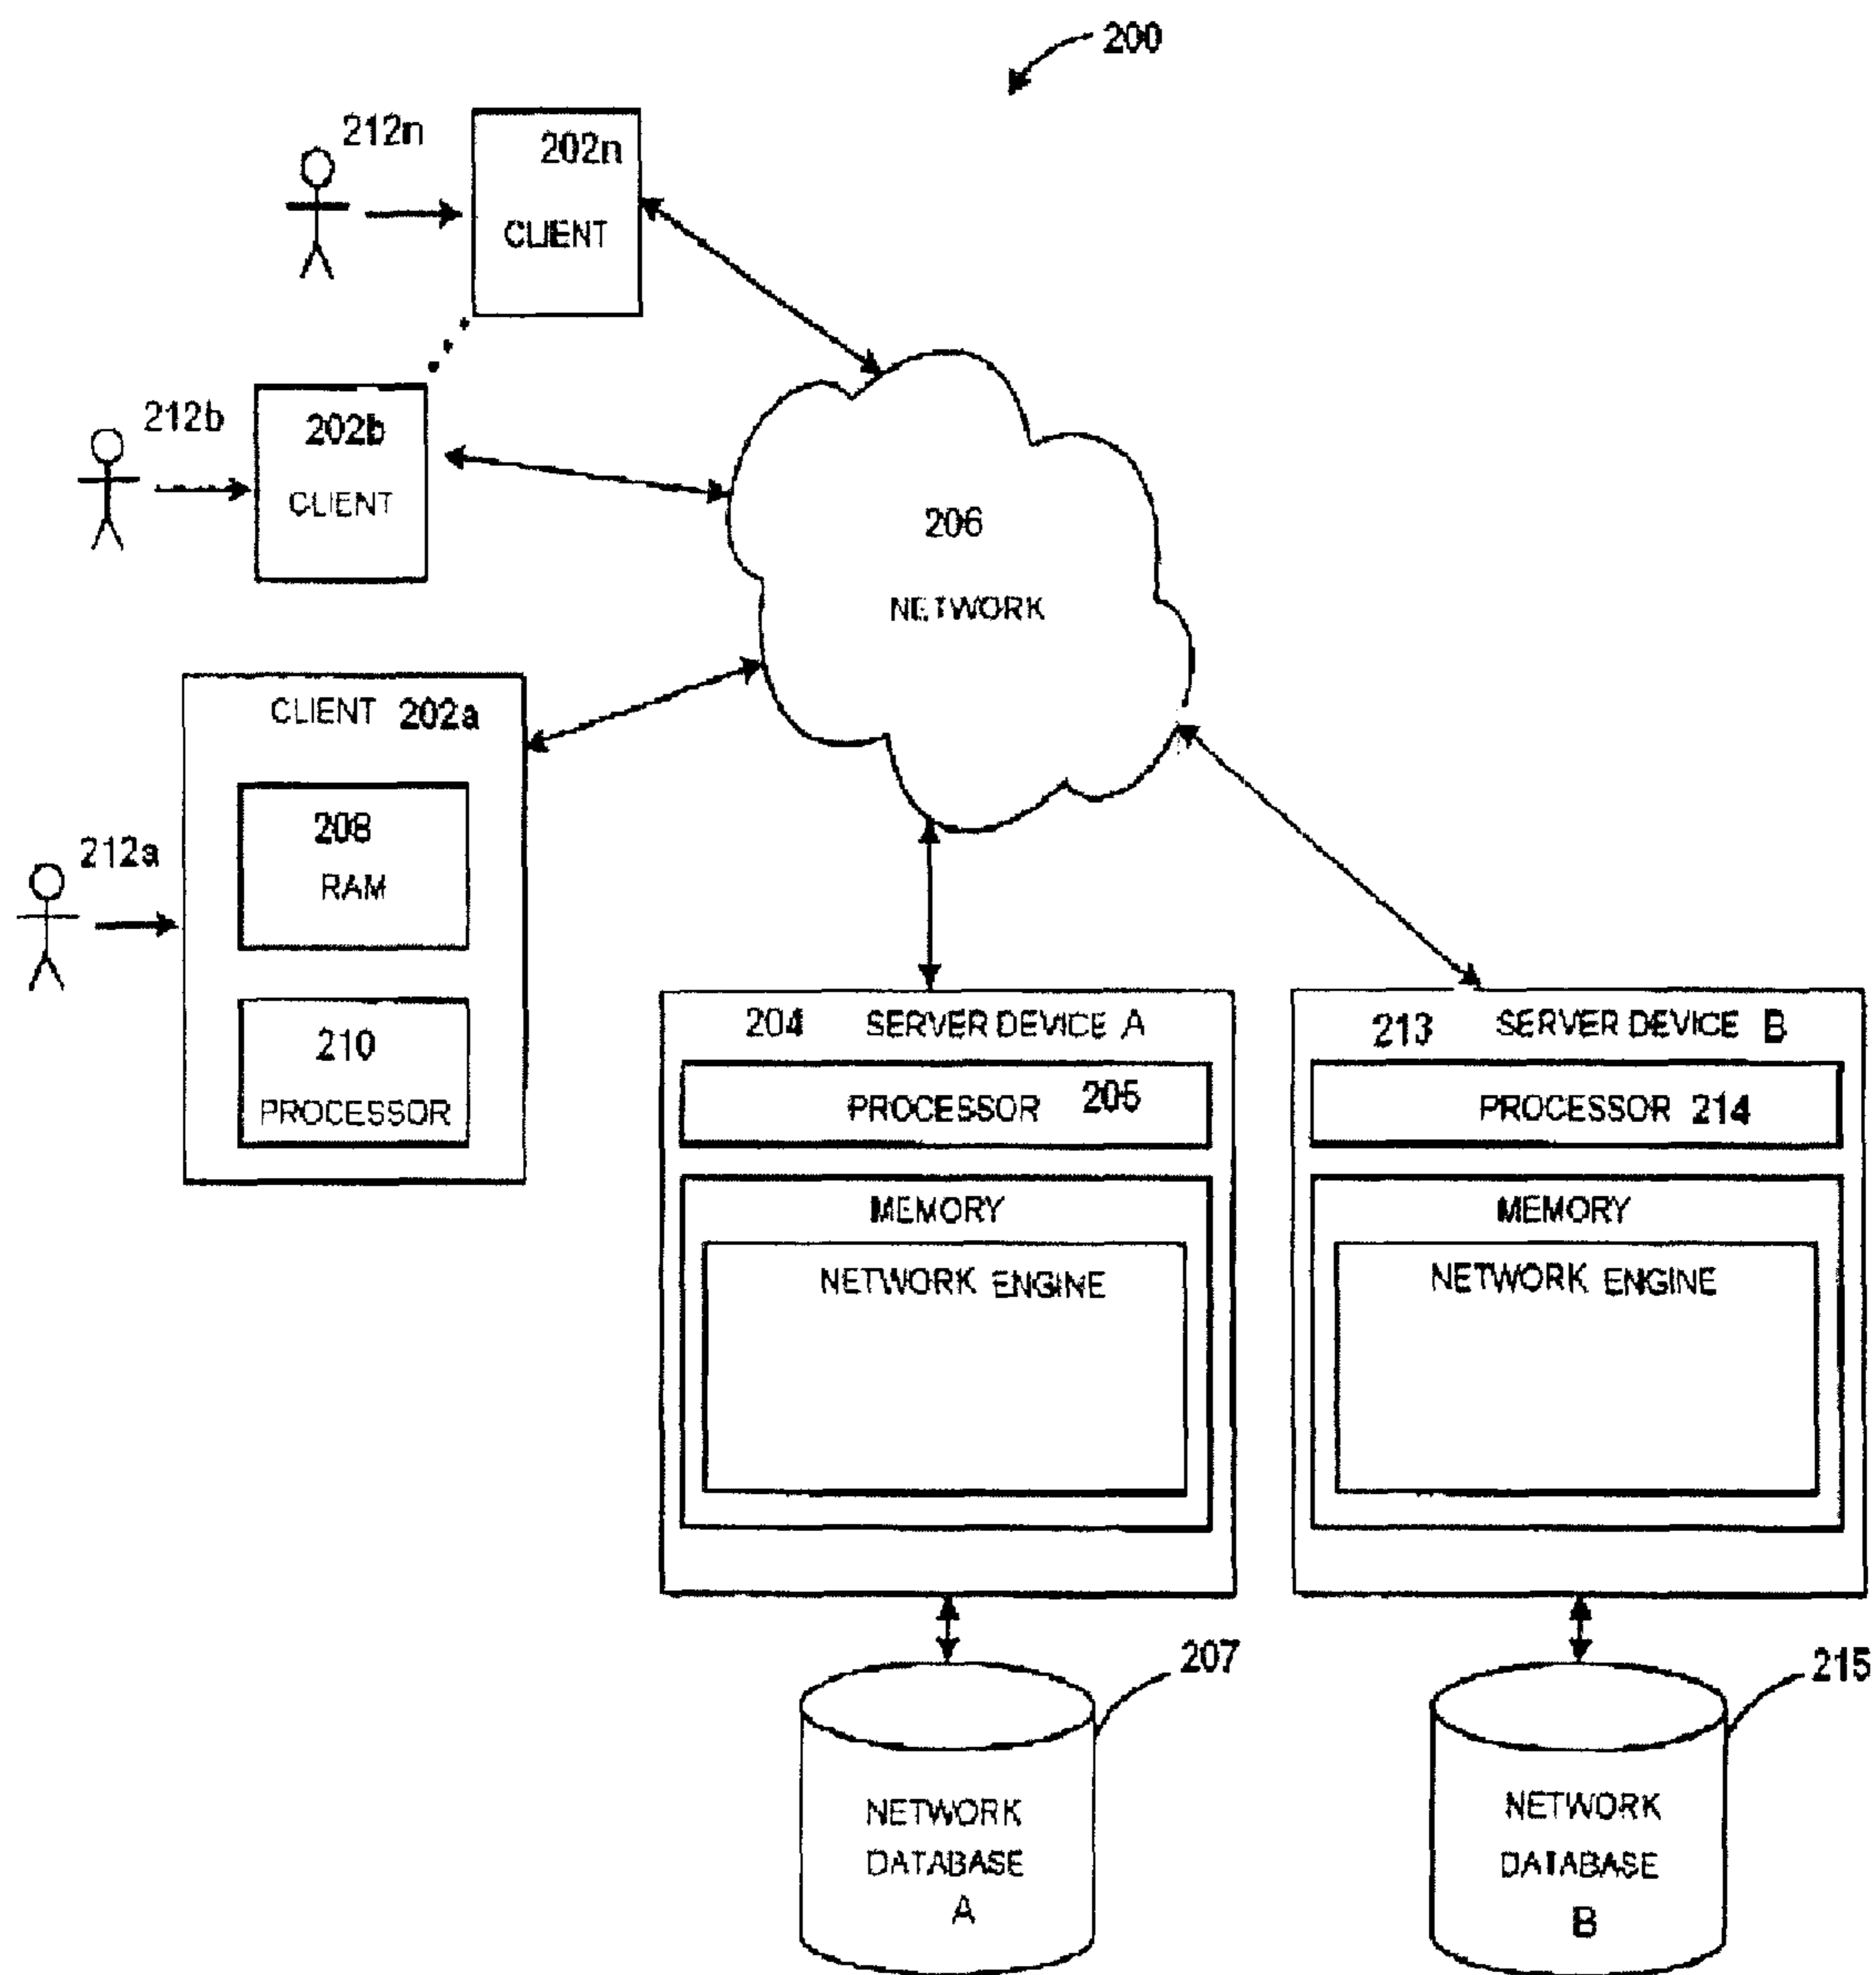 200
212n
202n
CLIENT
212b
202b
CLIENT
206
NETWORK
CLIENT 202a
208
RAM
212a
210
PROCESSOR
204 SERVER DEVICE A
PROCESSOR 205
MEMORY
NETWORK ENGINE
213 SERVER DEVICE B
PROCESSOR 214
MEMORY
NETWORK ENGINE
207
NETWORK
DATABASE
A
215
NETWORK
DATABASE
B